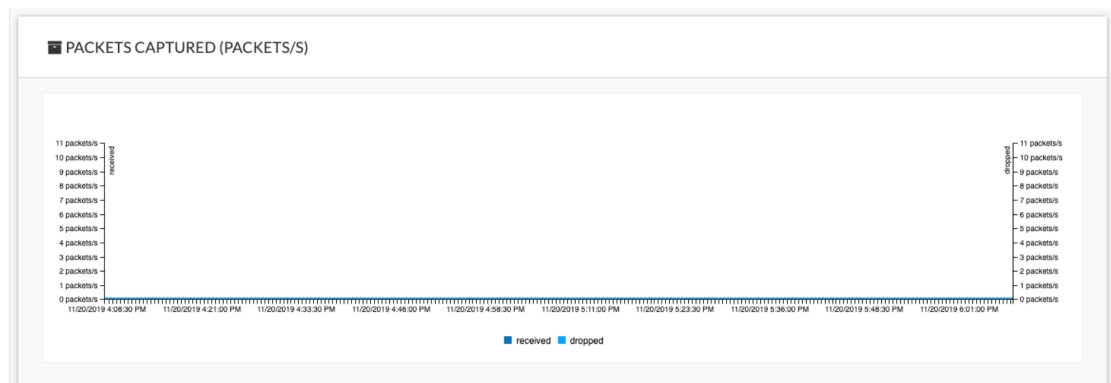 PACKETS CAPTURED (PACKETS/S)
11 packets/s
10 packets/s
9 packets/s
8 packets/s
7 packets/s
6 packets/s
5 packets/s
4 packets/s
3 packets/s
2 packets/s
1 packets/s
0 packets/s
received
dropped
11 packets/s
10 packets/s
9 packets/s
8 packets/s
7 packets/s
6 packets/s
5 packets/s
4 packets/s
3 packets/s
2 packets/s
1 packets/s
0 packets/s
11/20/2019 4:08:30 PM 11/20/2019 4:21:00 PM 11/20/2019 4:33:30 PM 11/20/2019 4:46:00 PM 11/20/2019 4:58:30 PM 11/20/2019 5:11:00 PM 11/20/2019 5:23:30 PM 11/20/2019 5:36:00 PM 11/20/2019 5:48:30 PM 11/20/2019 6:01:00 PM
received dropped